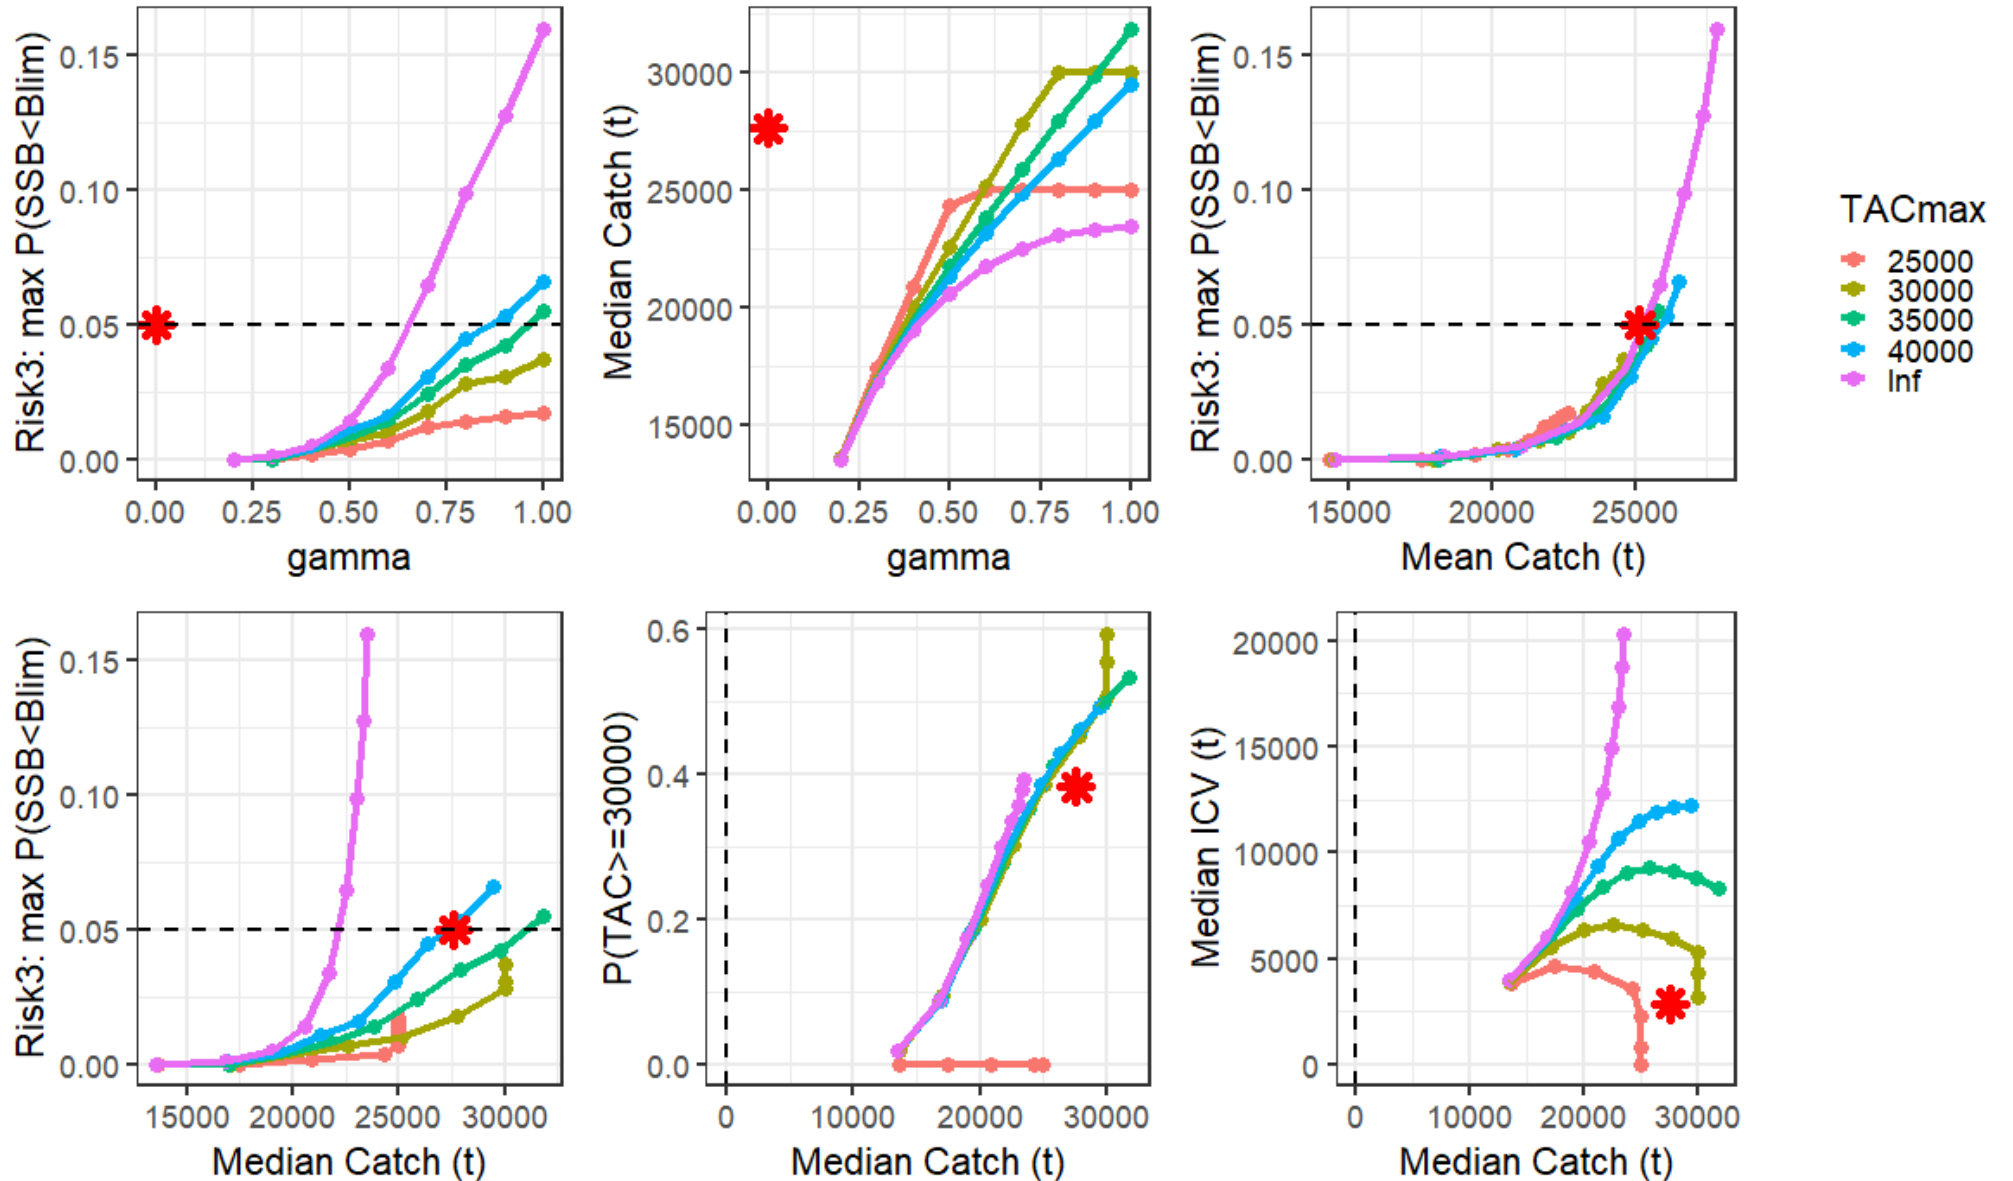 Risk3: max P(SSB<Blim)
0.15
0.10
0.05
0.00
0.00 0.25 0.50 0.75 1.00
gamma
Median Catch (t)
30000
25000
20000
15000
0.00 0.25 0.50 0.75 1.00
gamma
Risk3: max P(SSB<Blim)
0.15
0.10
0.05
0.00
15000 20000 25000
Mean Catch (t)
TACmax
25000
30000
35000
40000
Inf
Risk3: max P(SSB<Blim)
0.15
0.10
0.05
0.00
15000 20000 25000 30000
Median Catch (t)
P(TAC>=30000)
0.6
0.4
0.2
0.0
0 10000 20000 30000
Median Catch (t)
Median ICV (t)
20000
15000
10000
5000
0
0 10000 20000 30000
Median Catch (t)